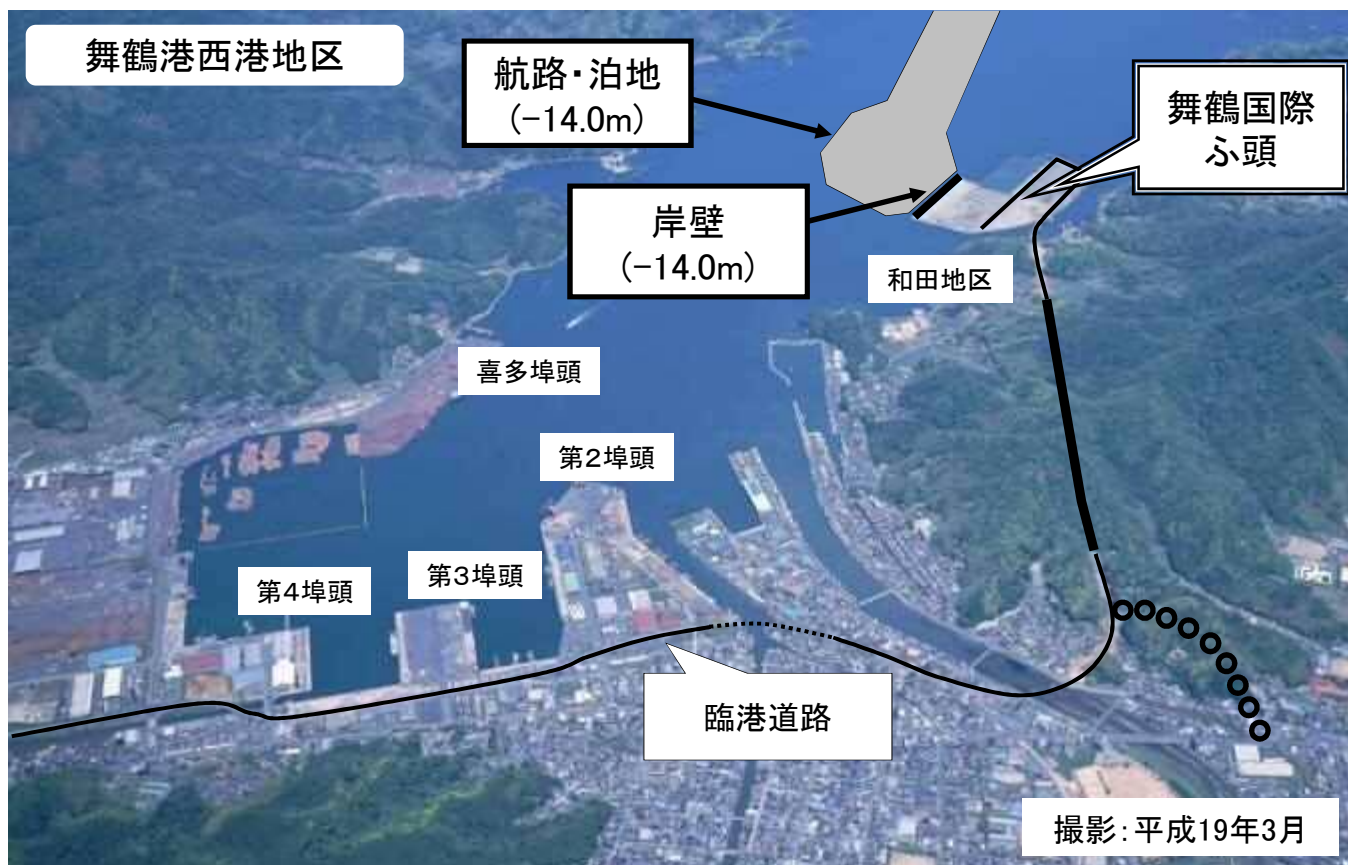 舞鶴港西港地区
航路・泊地
(-14.0m)
舞鶴国際
ふ頭
岸壁
(-14.0m)
和田地区
喜多埠頭
第2埠頭
第3埠頭
第4埠頭
臨港道路
撮影:平成19年3月